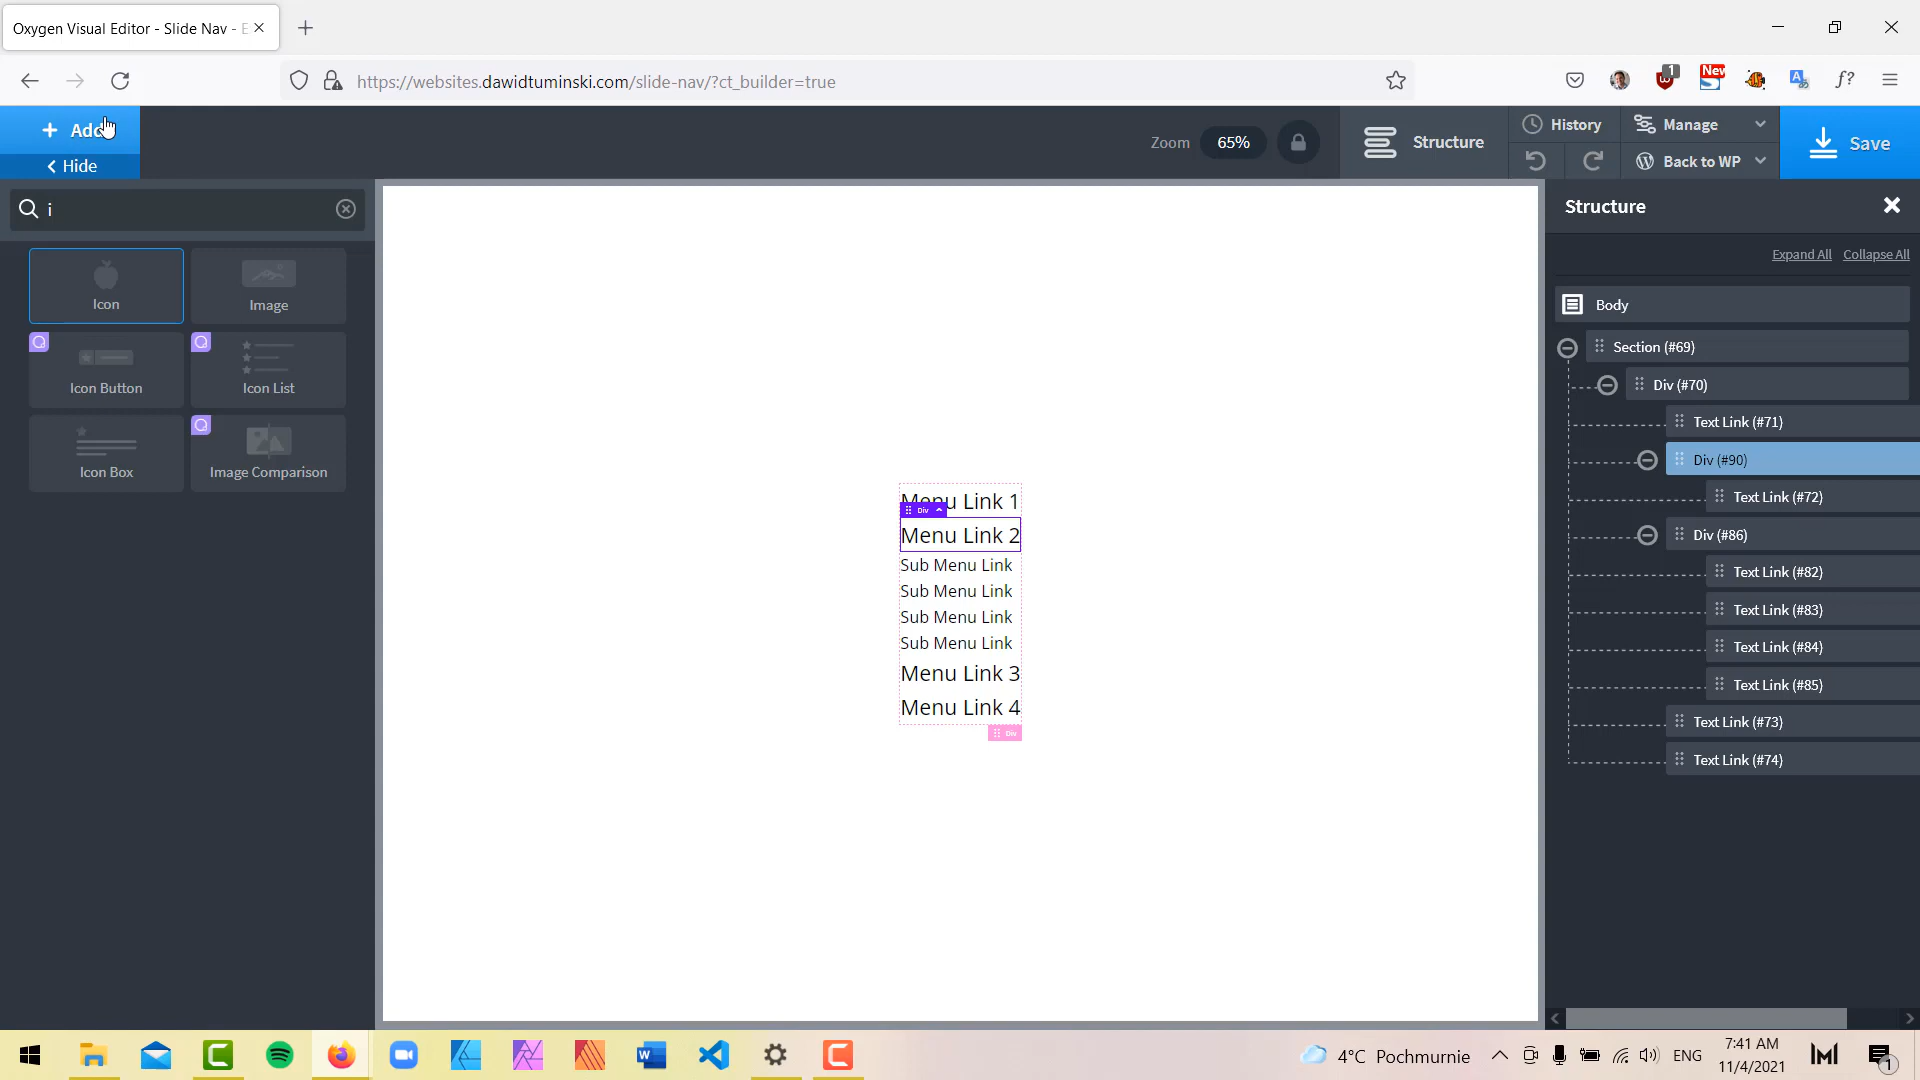 Oxygen Visual Editor - Slide Nav - E
https://websites.dawidtuminski.com/slide-nav/?ct_builder=true
1
New
f?
Add
Hide
Zoom
65%
Structure
History
Manage
Back to WP
Save
i
Icon
Image
Icon Button
Icon List
Icon Box
Image Comparison
Menu Link 1
Div
Menu Link 2
Sub Menu Link
Sub Menu Link
Sub Menu Link
Sub Menu Link
Menu Link 3
Menu Link 4
Div
Structure
Expand All
Collapse All
Body
Section (#69)
Div (#70)
Text Link (#71)
Div (#90)
Text Link (#72)
Div (#86)
Text Link (#82)
Text Link (#83)
Text Link (#84)
Text Link (#85)
Text Link (#73)
Text Link (#74)
4°C Pochmurnie
ENG
7:41 AM
11/4/2021
1